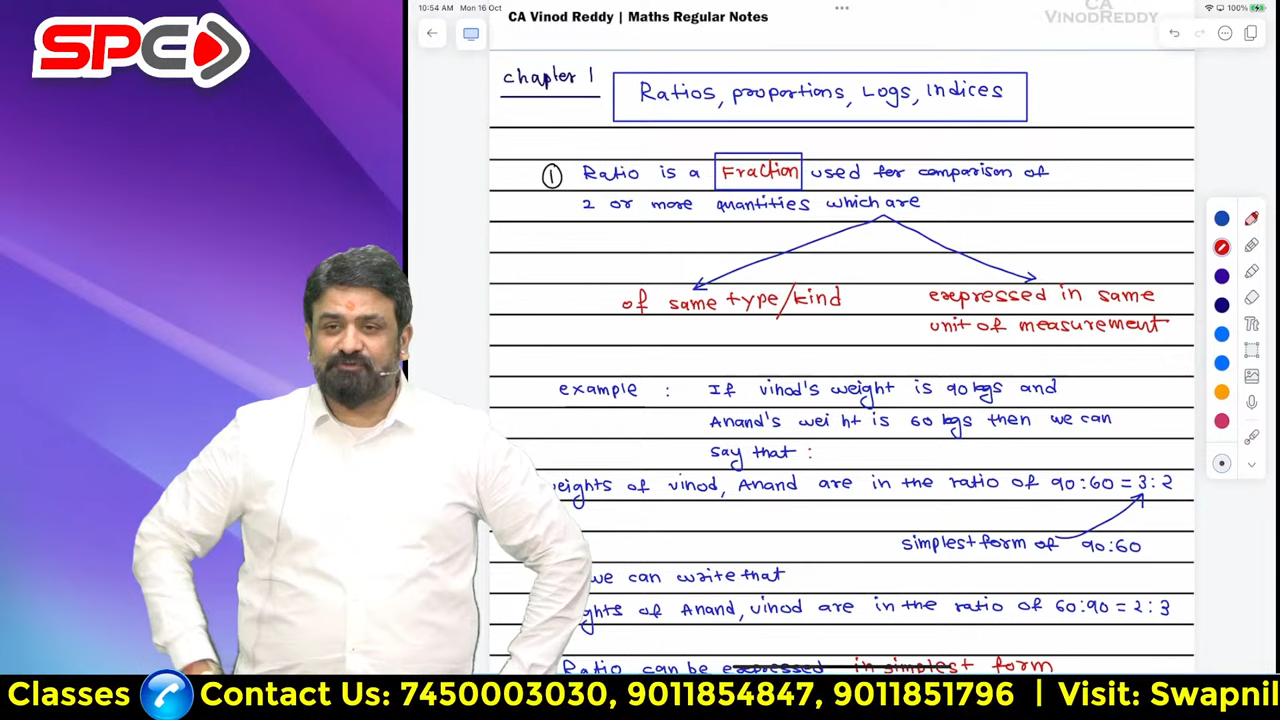 10:54 AM Mon 16 Oct
100%
CA Vinod Reddy | Maths Regular Notes
CA
VINODREDDY
SPC
chapter 1
Ratios, proportions, Logs, Indices
① Ratio is a Fraction used for comparison of
2 or more quantities which are
of same type/kind
expressed in same
unit of measurement
example : If vinod's weight is 90 kgs and
Anand's wei ht is 60 kgs then we can
say that :
eights of vinod, Anand are in the ratio of 90:60 = 3:2
simplest form of 90:60
we can write that
ghts of Anand, vinod are in the ratio of 60:90 = 2:3
Ratio can be expressed in simplest form
Classes Contact Us: 7450003030, 9011854847, 9011851796 | Visit: Swapnil